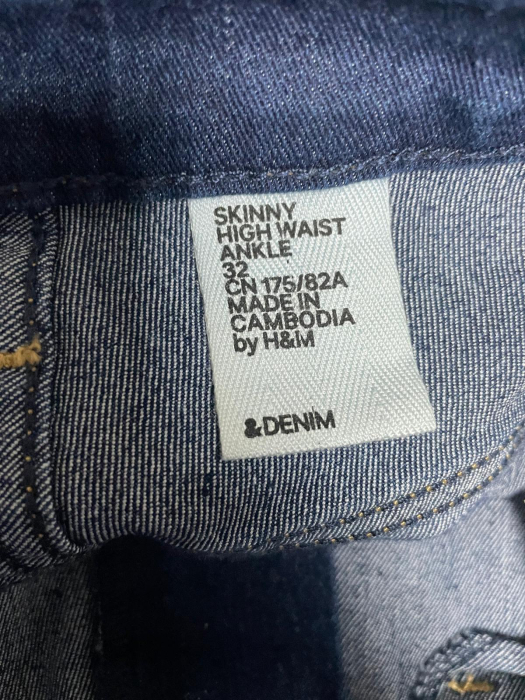 SKINNY
HIGH WAIST
ANKLE
32
CN 175/82A
MADE IN
CAMBODIA
by H&M
&DENIM